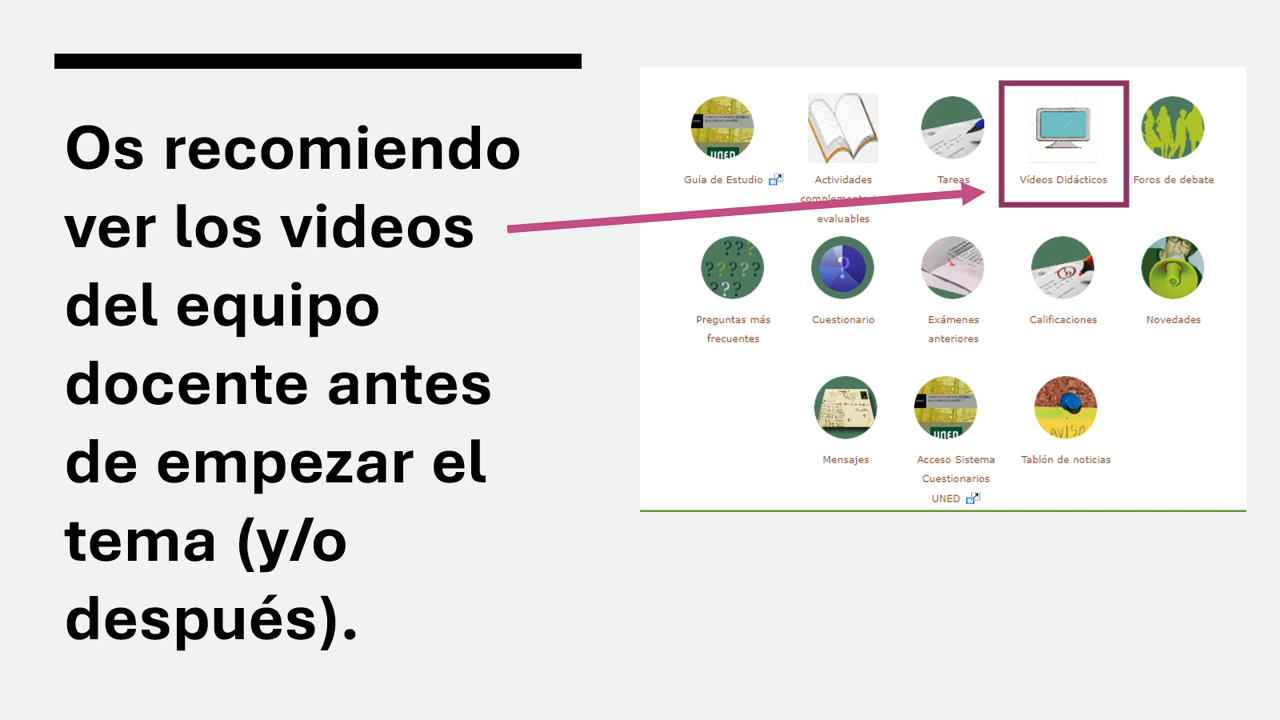 Os recomiendo
ver los videos
del equipo
docente antes
de empezar el
tema (y/o
después).
Guía de Estudio
Actividades
complementarias
evaluables
Tareas
Vídeos Didácticos
Foros de debate
Preguntas más
frecuentes
Cuestionario
Exámenes
anteriores
Calificaciones
Novedades
Mensajes
Acceso Sistema
Cuestionarios
UNED
Tablón de noticias
UNED
UNED
AVISO